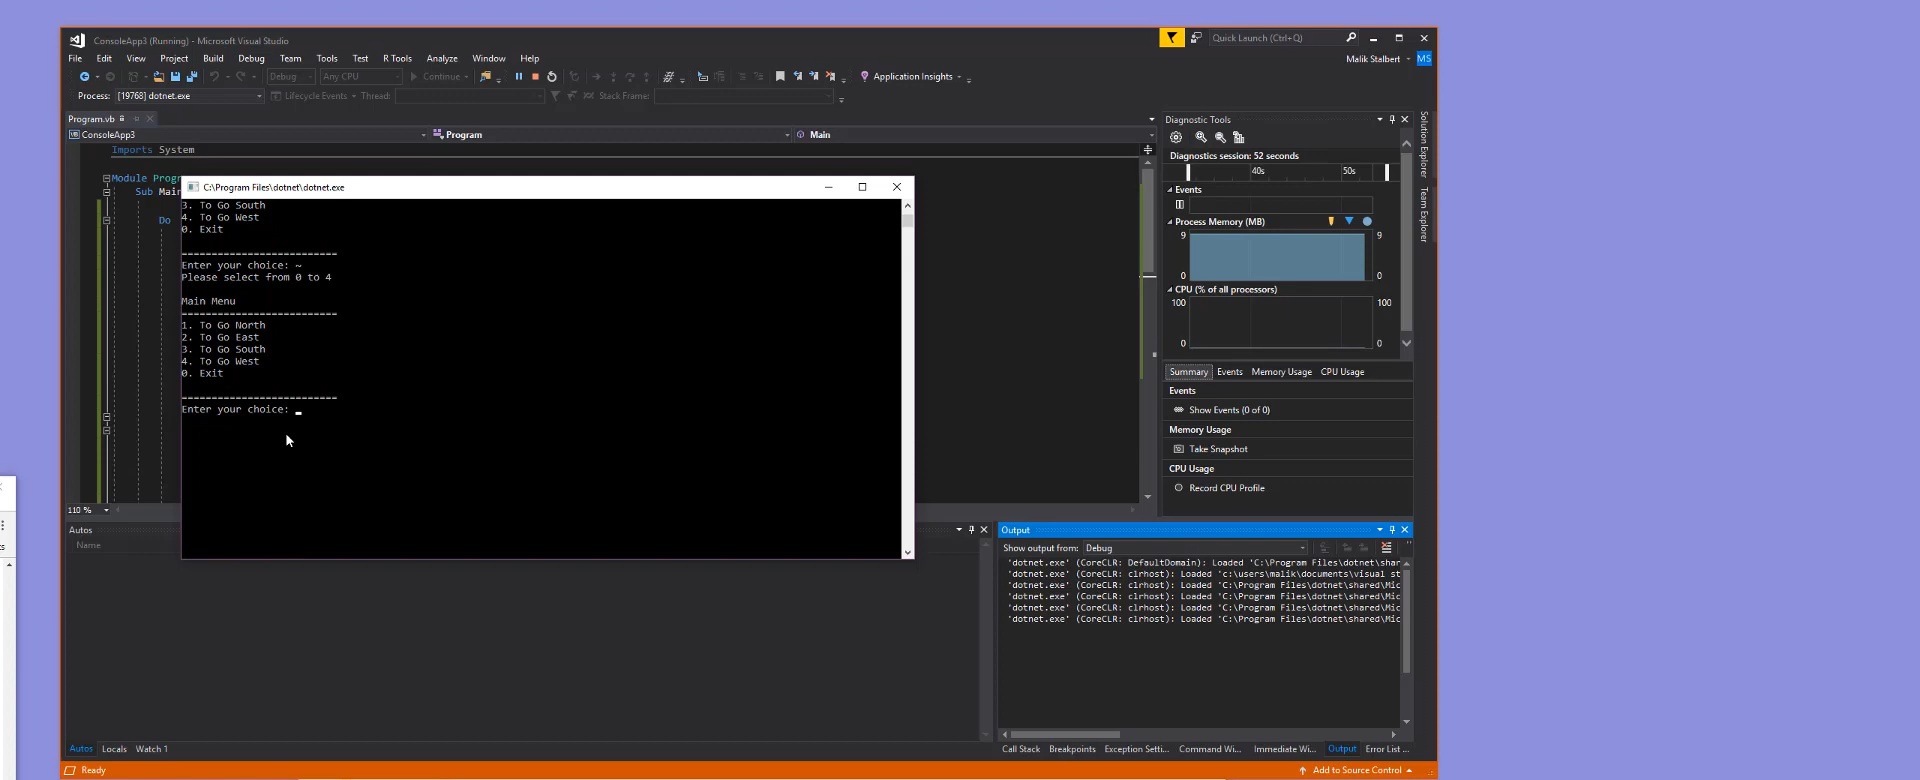 ConsoleApp3 (Running) - Microsoft Visual Studio
Quick Launch (Ctrl+Q)
File Edit View Project Build Debug Team Tools Test R Tools Analyze Window Help
Malik Stalbert MS
Debug Any CPU Continue Application Insights
Process: [19768] dotnet.exe Lifecycle Events Thread: Stack Frame:
Program.vb
ConsoleApp3 Program Main
Imports System
Module Progr
Sub Main
Do
C:\Program Files\dotnet\dotnet.exe
3. To Go South
4. To Go West
0. Exit
==========================
Enter your choice: ~
Please select from 0 to 4
Main Menu
==========================
1. To Go North
2. To Go East
3. To Go South
4. To Go West
0. Exit
==========================
Enter your choice: _
110 %
Diagnostic Tools
Diagnostics session: 52 seconds
40s 50s
Events
Process Memory (MB)
9 9
0 0
CPU (% of all processors)
100 100
0 0
Summary Events Memory Usage CPU Usage
Events
Show Events (0 of 0)
Memory Usage
Take Snapshot
CPU Usage
Record CPU Profile
Solution Explorer
Team Explorer
Autos
Name
Autos Locals Watch 1
Output
Show output from: Debug
'dotnet.exe' (CoreCLR: DefaultDomain): Loaded 'C:\Program Files\dotnet\shar
'dotnet.exe' (CoreCLR: clrhost): Loaded 'c:\users\malik\documents\visual st
'dotnet.exe' (CoreCLR: clrhost): Loaded 'C:\Program Files\dotnet\shared\Mic
'dotnet.exe' (CoreCLR: clrhost): Loaded 'C:\Program Files\dotnet\shared\Mic
'dotnet.exe' (CoreCLR: clrhost): Loaded 'C:\Program Files\dotnet\shared\Mic
'dotnet.exe' (CoreCLR: clrhost): Loaded 'C:\Program Files\dotnet\shared\Mic
Call Stack Breakpoints Exception Setti... Command Wi... Immediate Wi... Output Error List ...
Ready
Add to Source Control